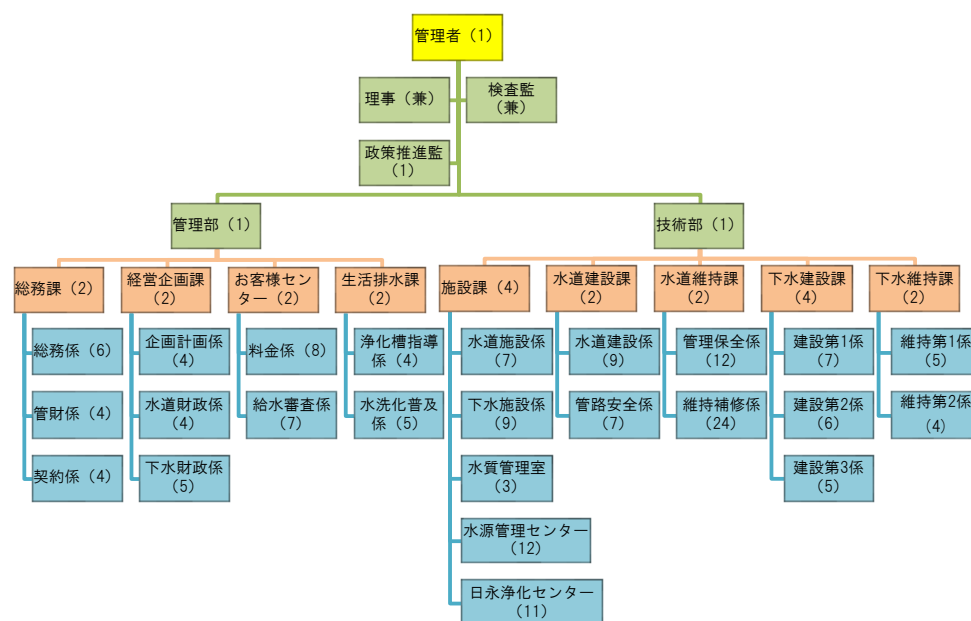 管理者（1）
理事（兼）
検査監
（兼）
政策推進監
（1）
管理部（1）
技術部（1）
総務課（2）
経営企画課
（2）
お客様セン
ター（2）
生活排水課
（2）
施設課（4）
水道建設課
（2）
水道維持課
（2）
下水建設課
（4）
下水維持課
（2）
総務係（6）
管財係（4）
契約係（4）
企画計画係
（4）
水道財政係
（4）
下水財政係
（5）
料金係（8）
給水審査係
（7）
浄化槽指導
係（4）
水洗化普及
係（5）
水道施設係
（7）
下水施設係
（9）
水質管理室
（3）
水源管理センター
（12）
日永浄化センター
（11）
水道建設係
（9）
管路安全係
（7）
管理保全係
（12）
維持補修係
（24）
建設第1係
（7）
建設第2係
（6）
建設第3係
（5）
維持第1係
（5）
維持第2係
（4）